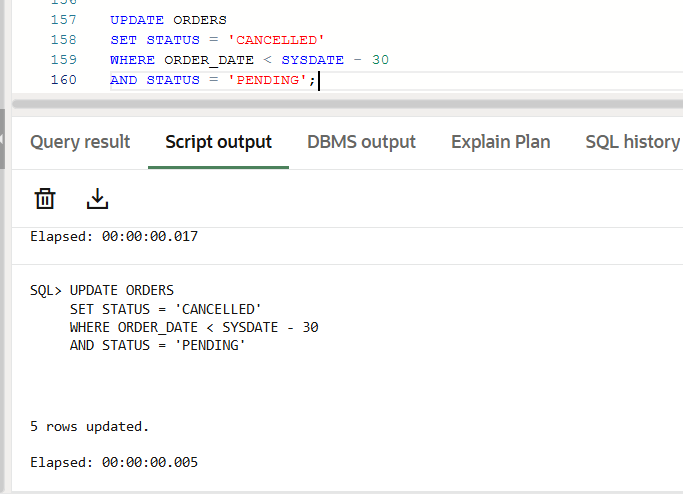 157 UPDATE ORDERS
158 SET STATUS = 'CANCELLED'
159 WHERE ORDER_DATE < SYSDATE - 30
160 AND STATUS = 'PENDING';
Query result Script output DBMS output Explain Plan SQL history
Elapsed: 00:00:00.017
SQL> UPDATE ORDERS
SET STATUS = 'CANCELLED'
WHERE ORDER_DATE < SYSDATE - 30
AND STATUS = 'PENDING'
5 rows updated.
Elapsed: 00:00:00.005